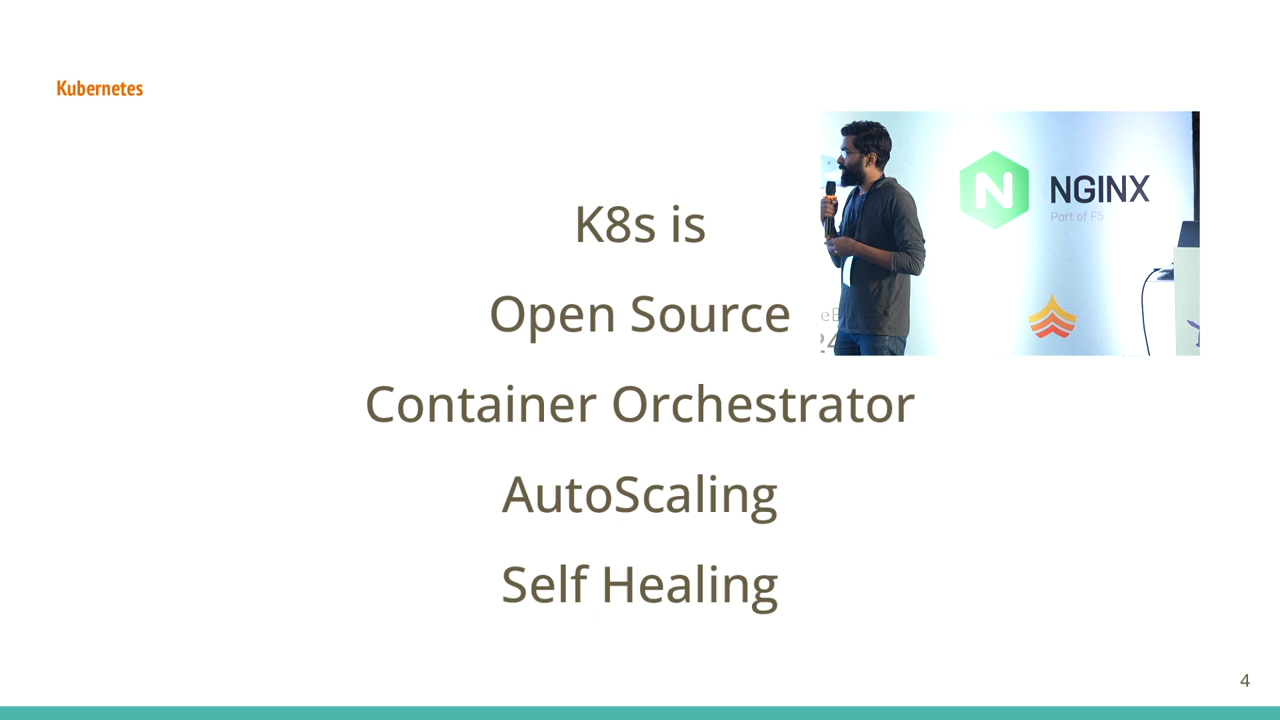 Kubernetes
NGINX
Part of F5
K8s is
Open Source
Container Orchestrator
AutoScaling
Self Healing
4